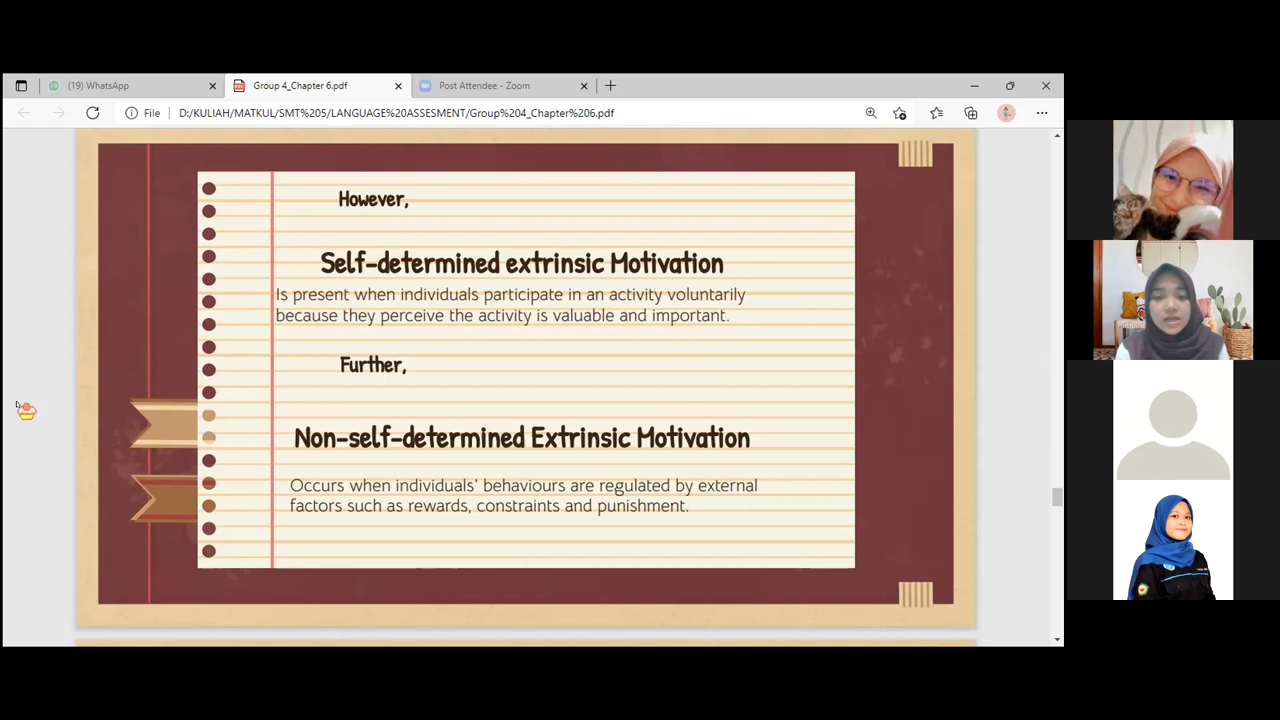 (19) WhatsApp
Group 4_Chapter 6.pdf
Post Attendee - Zoom
File
D:/KULIAH/MATKUL/SMT%205/LANGUAGE%20ASSESMENT/Group%204_Chapter%206.pdf
However,
Self-determined extrinsic Motivation
Is present when individuals participate in an activity voluntarily
because they perceive the activity is valuable and important.
Further,
Non-self-determined Extrinsic Motivation
Occurs when individuals' behaviours are regulated by external
factors such as rewards, constraints and punishment.